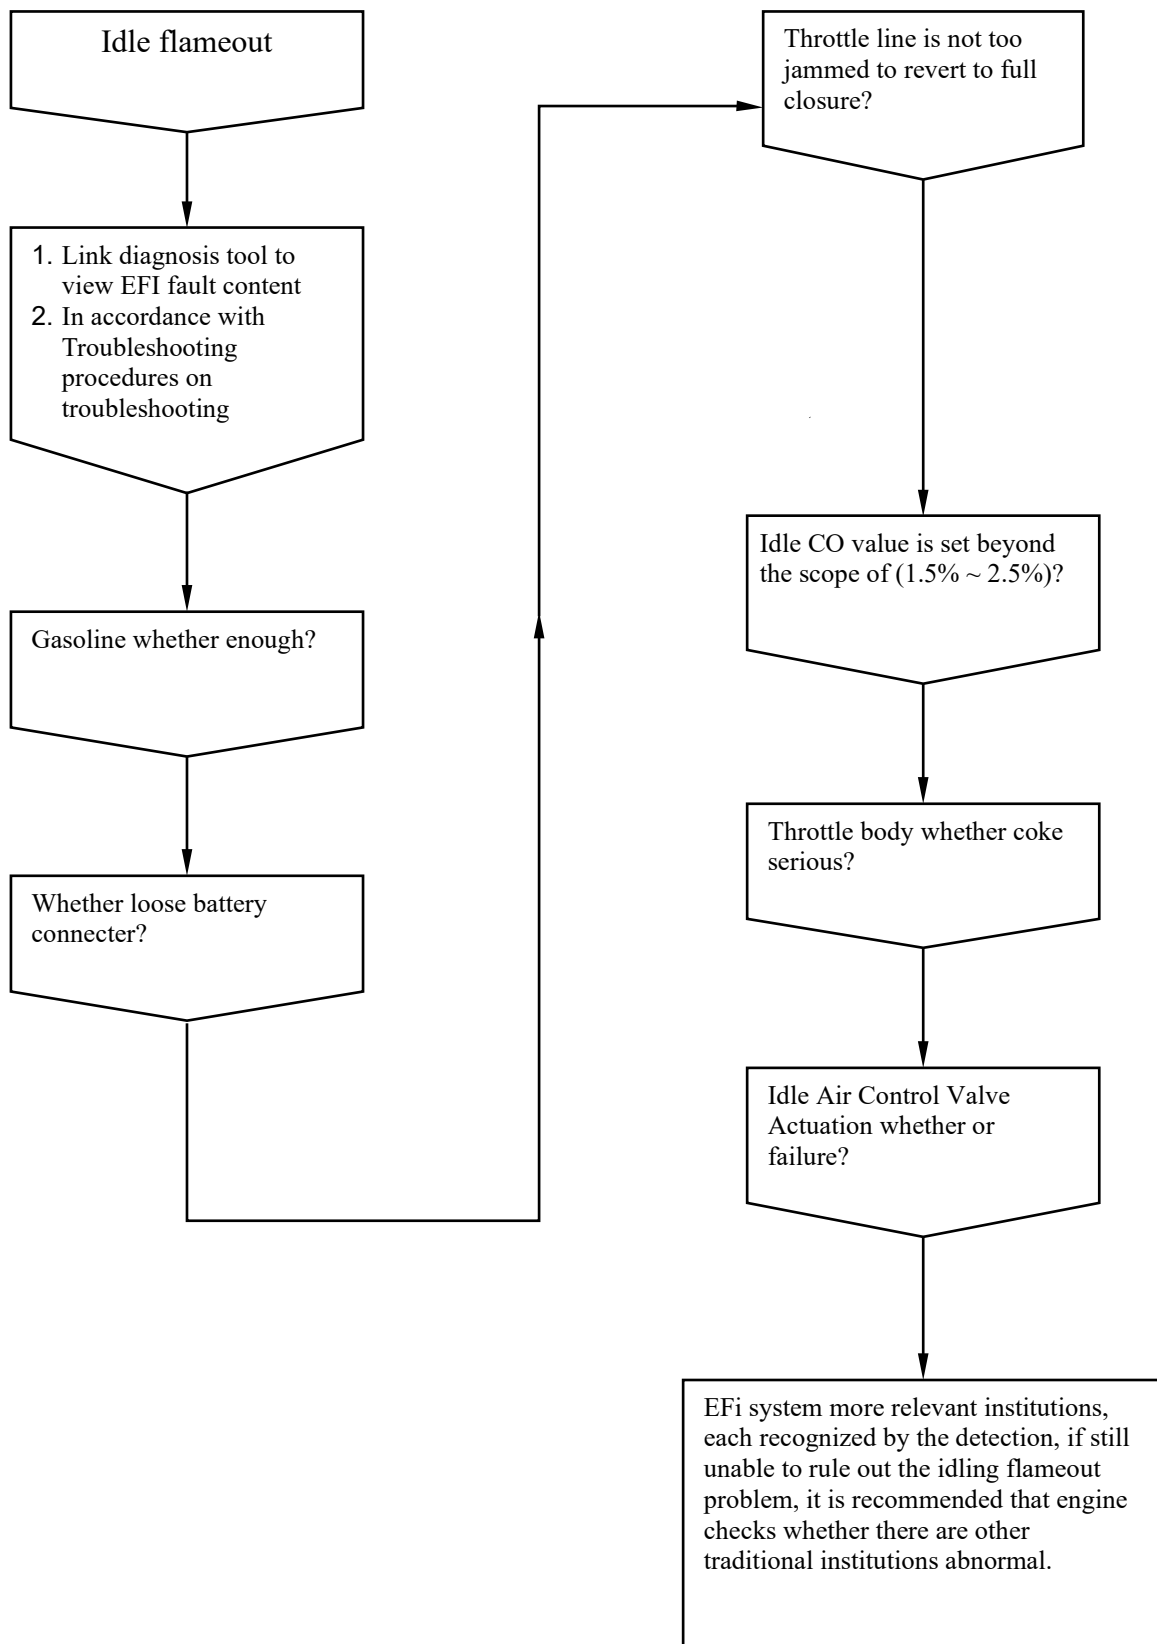 Idle flameout
1. Link diagnosis tool to
view EFI fault content
2. In accordance with
Troubleshooting
procedures on
troubleshooting
Gasoline whether enough?
Whether loose battery
connecter?
Throttle line is not too
jammed to revert to full
closure?
Idle CO value is set beyond
the scope of (1.5% ~ 2.5%)?
Throttle body whether coke
serious?
Idle Air Control Valve
Actuation whether or
failure?
EFi system more relevant institutions,
each recognized by the detection, if still
unable to rule out the idling flameout
problem, it is recommended that engine
checks whether there are other
traditional institutions abnormal.